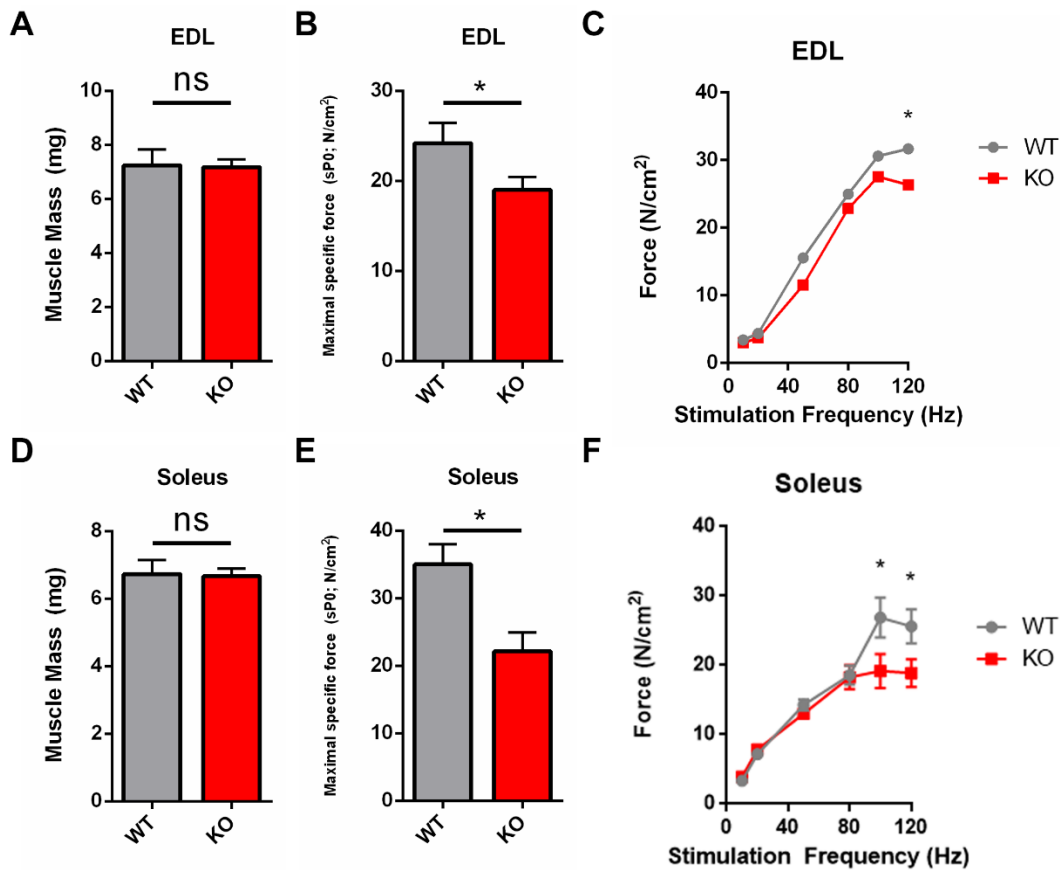 A
EDL
ns
Muscle Mass (mg)
10
8
6
4
2
0
WT
KO
B
EDL
*
Maximal specific force (sP0; N/cm²)
30
20
10
0
WT
KO
C
EDL
*
WT
KO
Force (N/cm²)
40
30
20
10
0
0 40 80 120
Stimulation Frequency (Hz)
D
Soleus
ns
Muscle Mass (mg)
8
6
4
2
0
WT
KO
E
Soleus
*
Maximal specific force (sP0; N/cm²)
40
30
20
10
0
WT
KO
F
Soleus
* *
WT
KO
Force (N/cm²)
40
30
20
10
0
0 40 80 120
Stimulation Frequency (Hz)